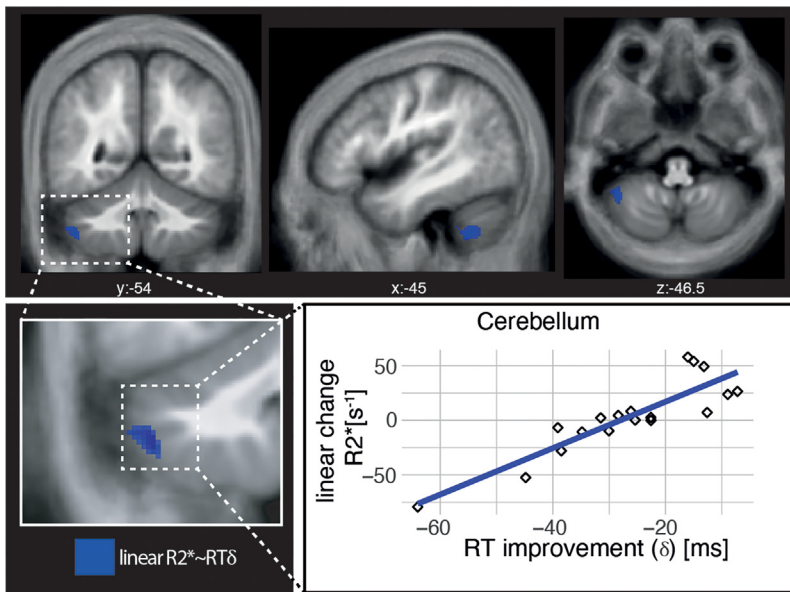 y:-54
x:-45
z:-46.5
linear R2*~RTδ
Cerebellum
linear change
R2*[s⁻¹]
50
0
−50
−60
−40
−20
RT improvement (δ) [ms]